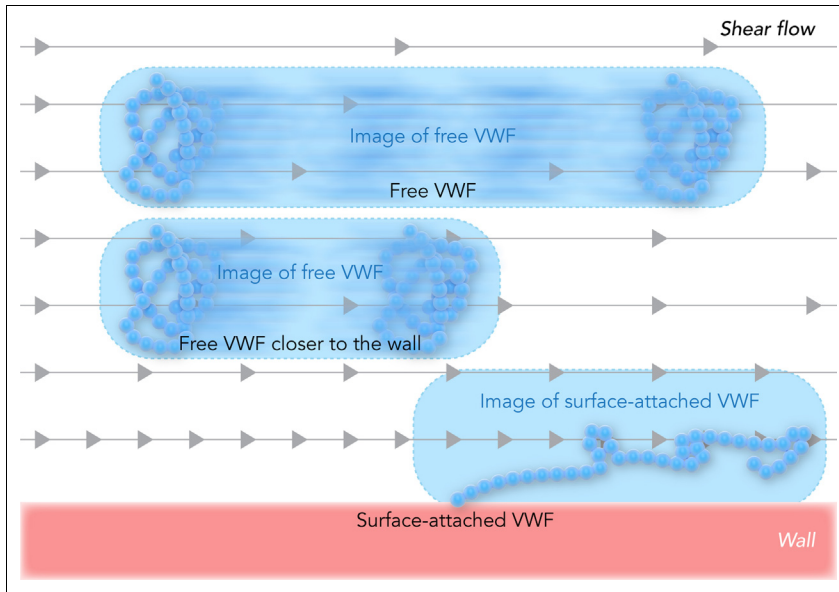 Shear flow
Image of free VWF
Free VWF
Image of free VWF
Free VWF closer to the wall
Image of surface-attached VWF
Surface-attached VWF
Wall